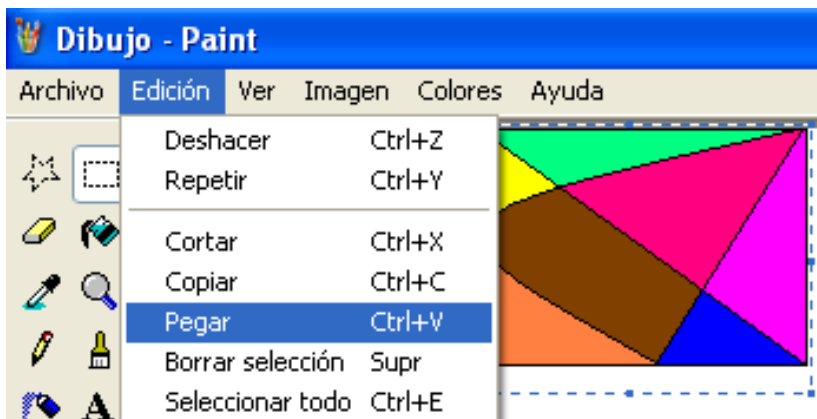 Dibujo - Paint
Archivo Edición Ver Imagen Colores Ayuda
Deshacer Ctrl+Z
Repetir Ctrl+Y
Cortar Ctrl+X
Copiar Ctrl+C
Pegar Ctrl+V
Borrar selección Supr
Seleccionar todo Ctrl+E
A